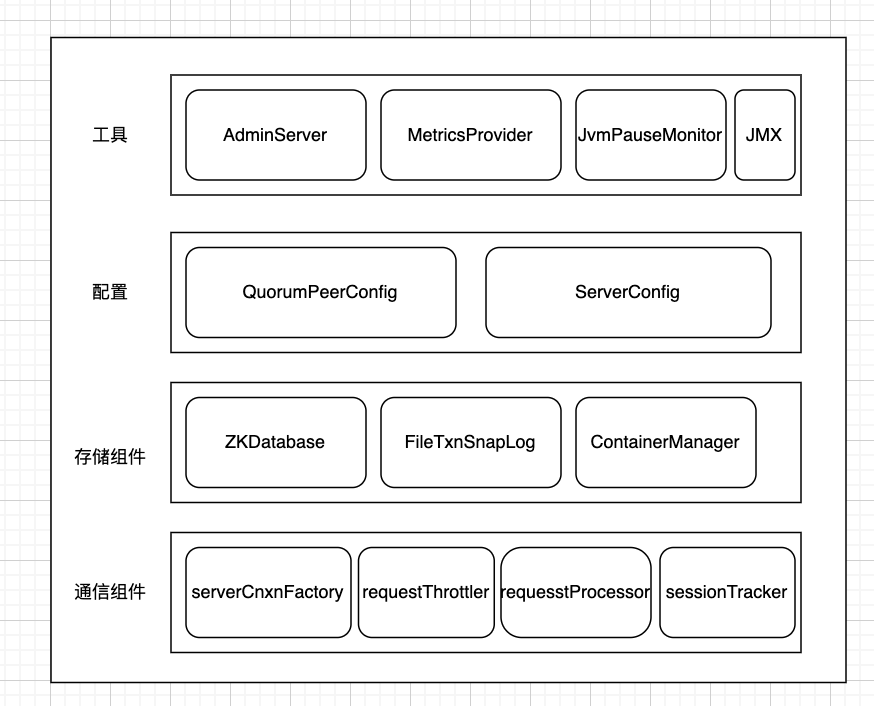 工具
AdminServer
MetricsProvider
JvmPauseMonitor
JMX
配置
QuorumPeerConfig
ServerConfig
存储组件
ZKDatabase
FileTxnSnapLog
ContainerManager
通信组件
serverCnxnFactory
requestThrottler
requesstProcessor
sessionTracker